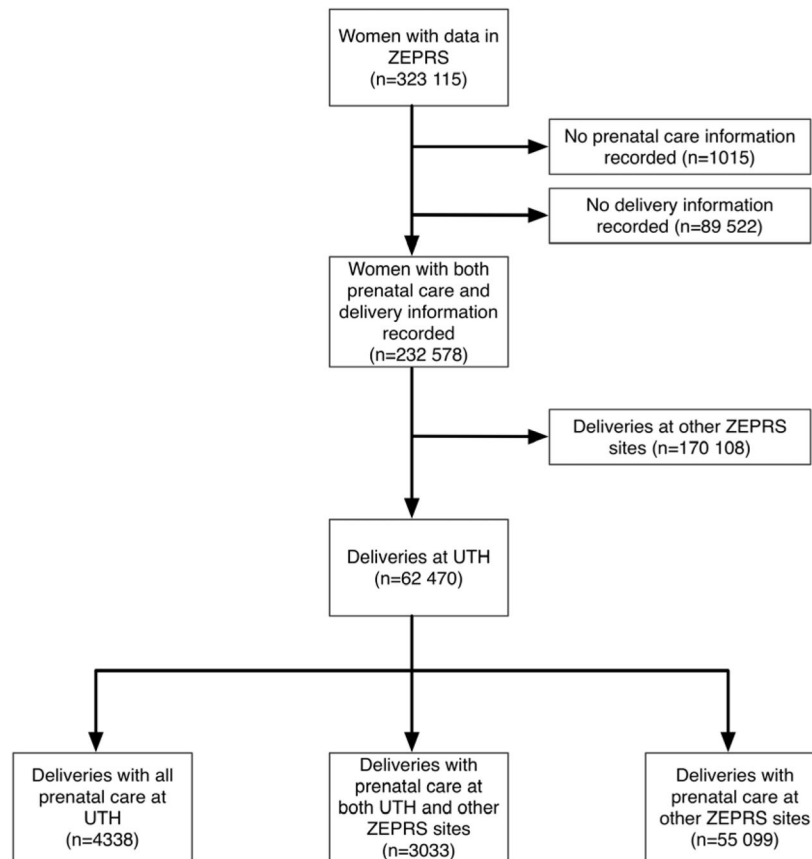 Women with data in
ZEPRS
(n=323 115)
No prenatal care information
recorded (n=1015)
No delivery information
recorded (n=89 522)
Women with both
prenatal care and
delivery information
recorded
(n=232 578)
Deliveries at other ZEPRS
sites (n=170 108)
Deliveries at UTH
(n=62 470)
Deliveries with all
prenatal care at
UTH
(n=4338)
Deliveries with
prenatal care at
both UTH and other
ZEPRS sites
(n=3033)
Deliveries with
prenatal care at
other ZEPRS sites
(n=55 099)